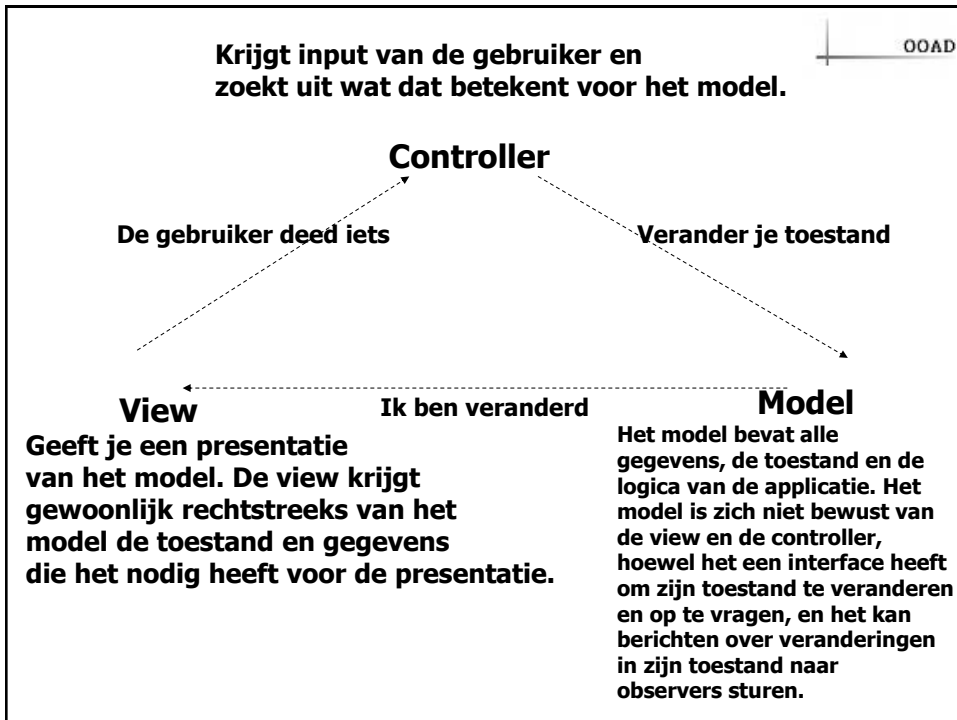 OOAD
Krijgt input van de gebruiker en
zoekt uit wat dat betekent voor het model.
Controller
De gebruiker deed iets
Verander je toestand
Ik ben veranderd
View
Geeft je een presentatie
van het model. De view krijgt
gewoonlijk rechtstreeks van het
model de toestand en gegevens
die het nodig heeft voor de presentatie.
Model
Het model bevat alle
gegevens, de toestand en de
logica van de applicatie. Het
model is zich niet bewust van
de view en de controller,
hoewel het een interface heeft
om zijn toestand te veranderen
en op te vragen, en het kan
berichten over veranderingen
in zijn toestand naar
observers sturen.